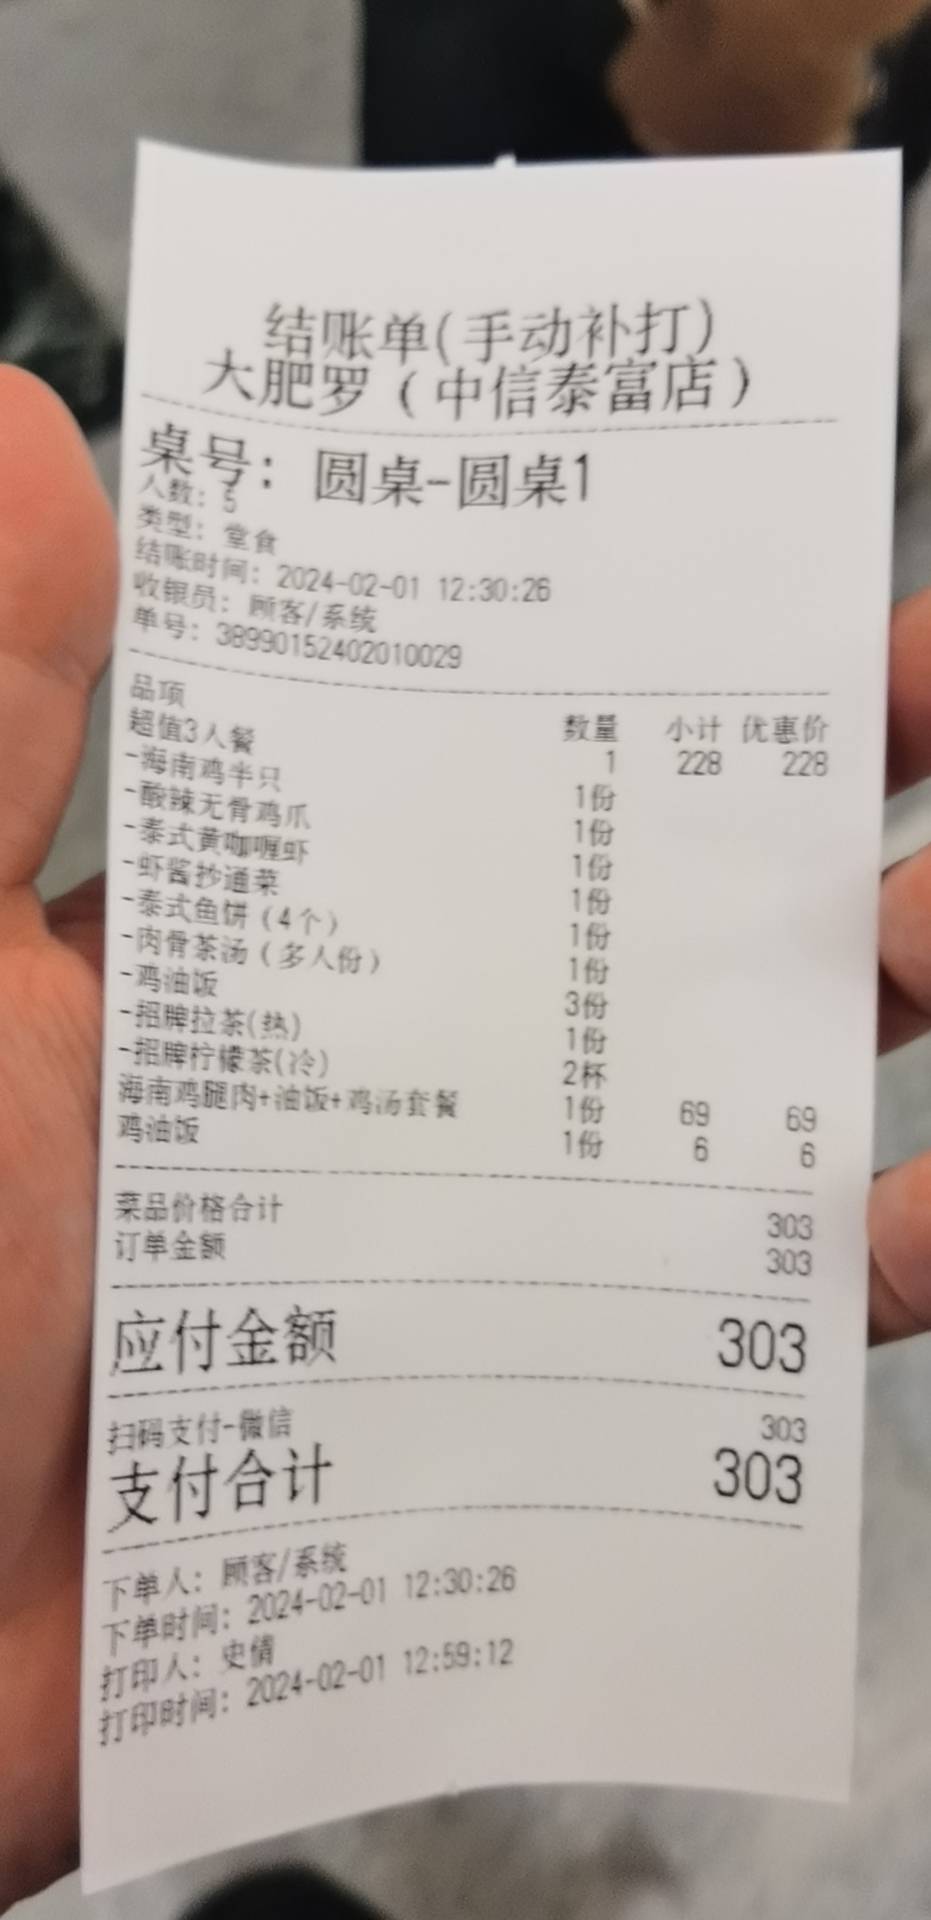 结账单(手动补打)
大肥罗（中信泰富店）
桌号：圆桌-圆桌1
人数：5
类型：堂食
结账时间：2024-02-01 12:30:26
收银员：顾客/系统
单号：38990152402010029
品项 数量 小计 优惠价
超值3人餐 1 228 228
-海南鸡半只 1份
-酸辣无骨鸡爪 1份
-泰式黄咖喱虾 1份
-虾酱抄通菜 1份
-泰式鱼饼（4个） 1份
-肉骨茶汤（多人份） 1份
-鸡油饭 3份
-招牌拉茶(热) 1份
-招牌柠檬茶(冷) 2杯
海南鸡腿肉+油饭+鸡汤套餐 1份 69 69
鸡油饭 1份 6 6
菜品价格合计 303
订单金额 303
应付金额 303
扫码支付-微信 303
支付合计 303
下单人：顾客/系统
下单时间：2024-02-01 12:30:26
打印人：史倩
打印时间：2024-02-01 12:59:12